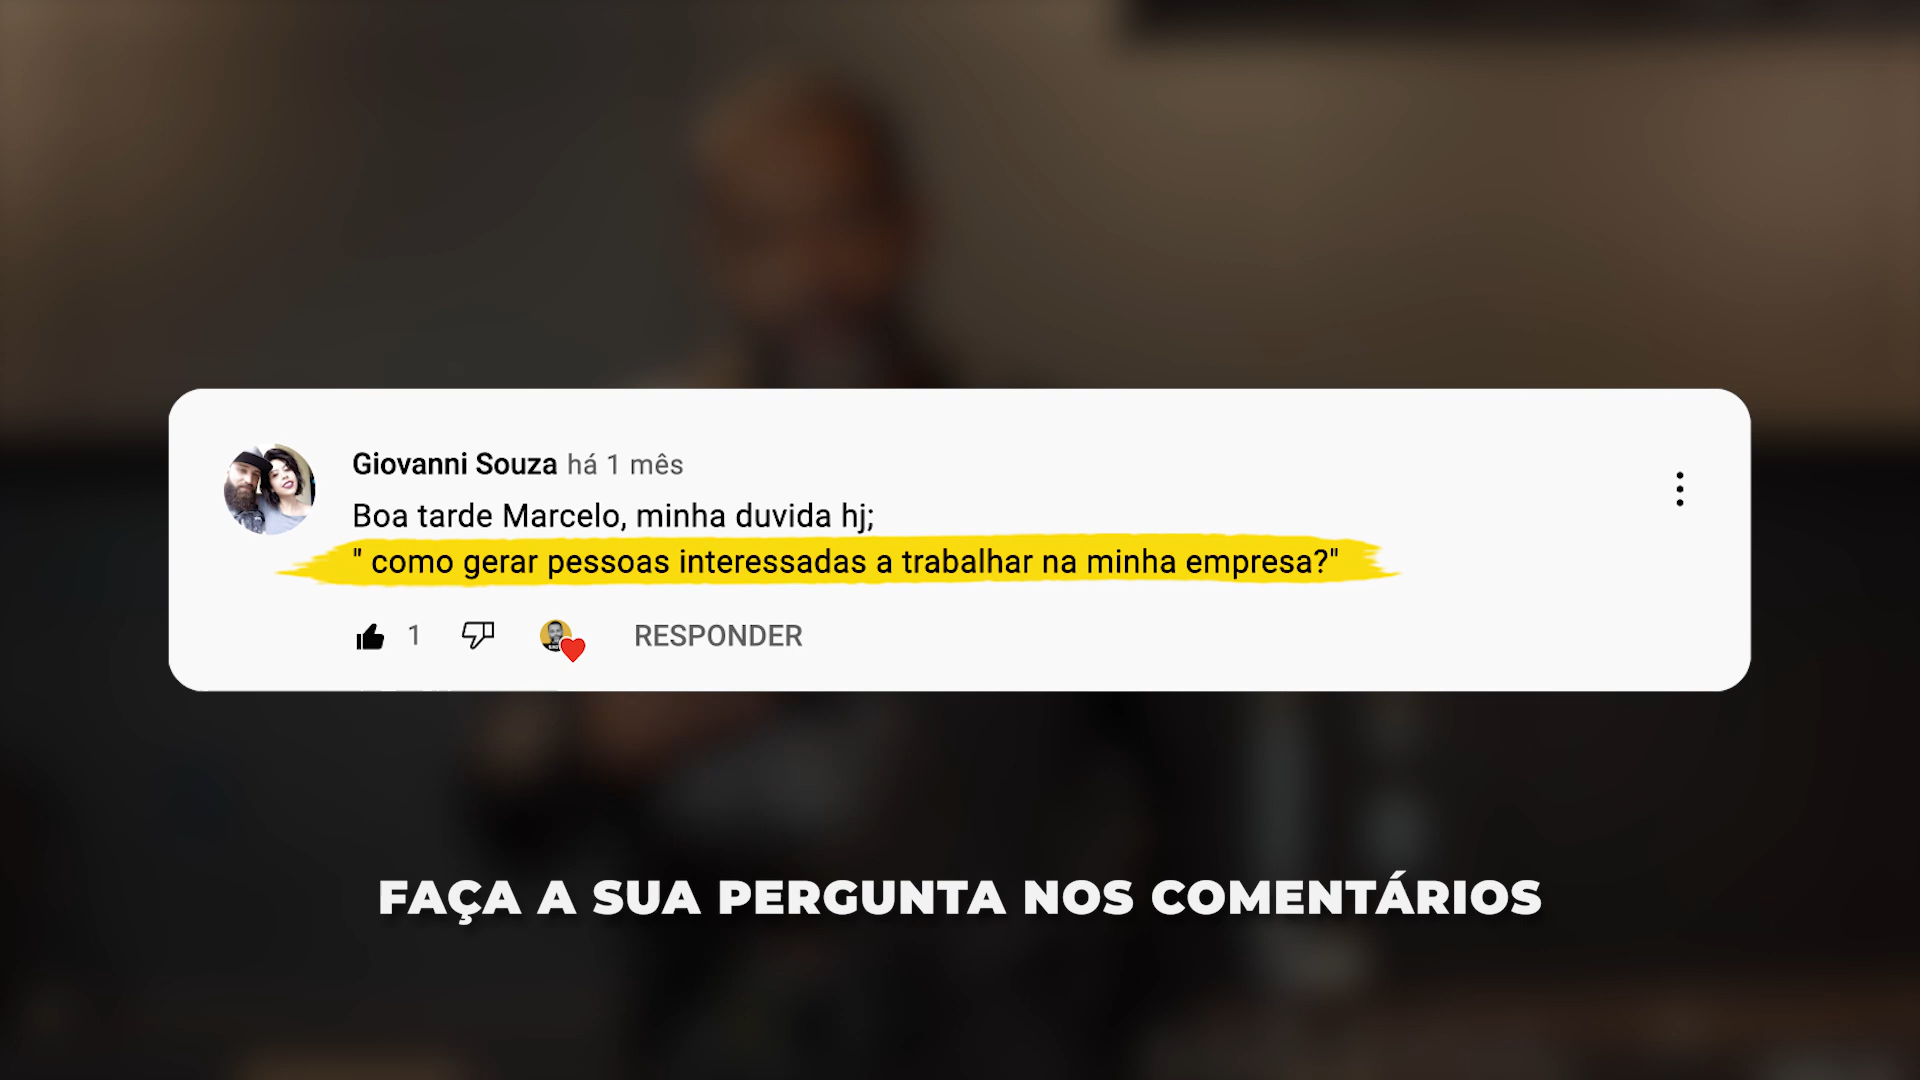 Giovanni Souza há 1 mês
Boa tarde Marcelo, minha duvida hj;
" como gerar pessoas interessadas a trabalhar na minha empresa?"
1 RESPONDER
FAÇA A SUA PERGUNTA NOS COMENTÁRIOS